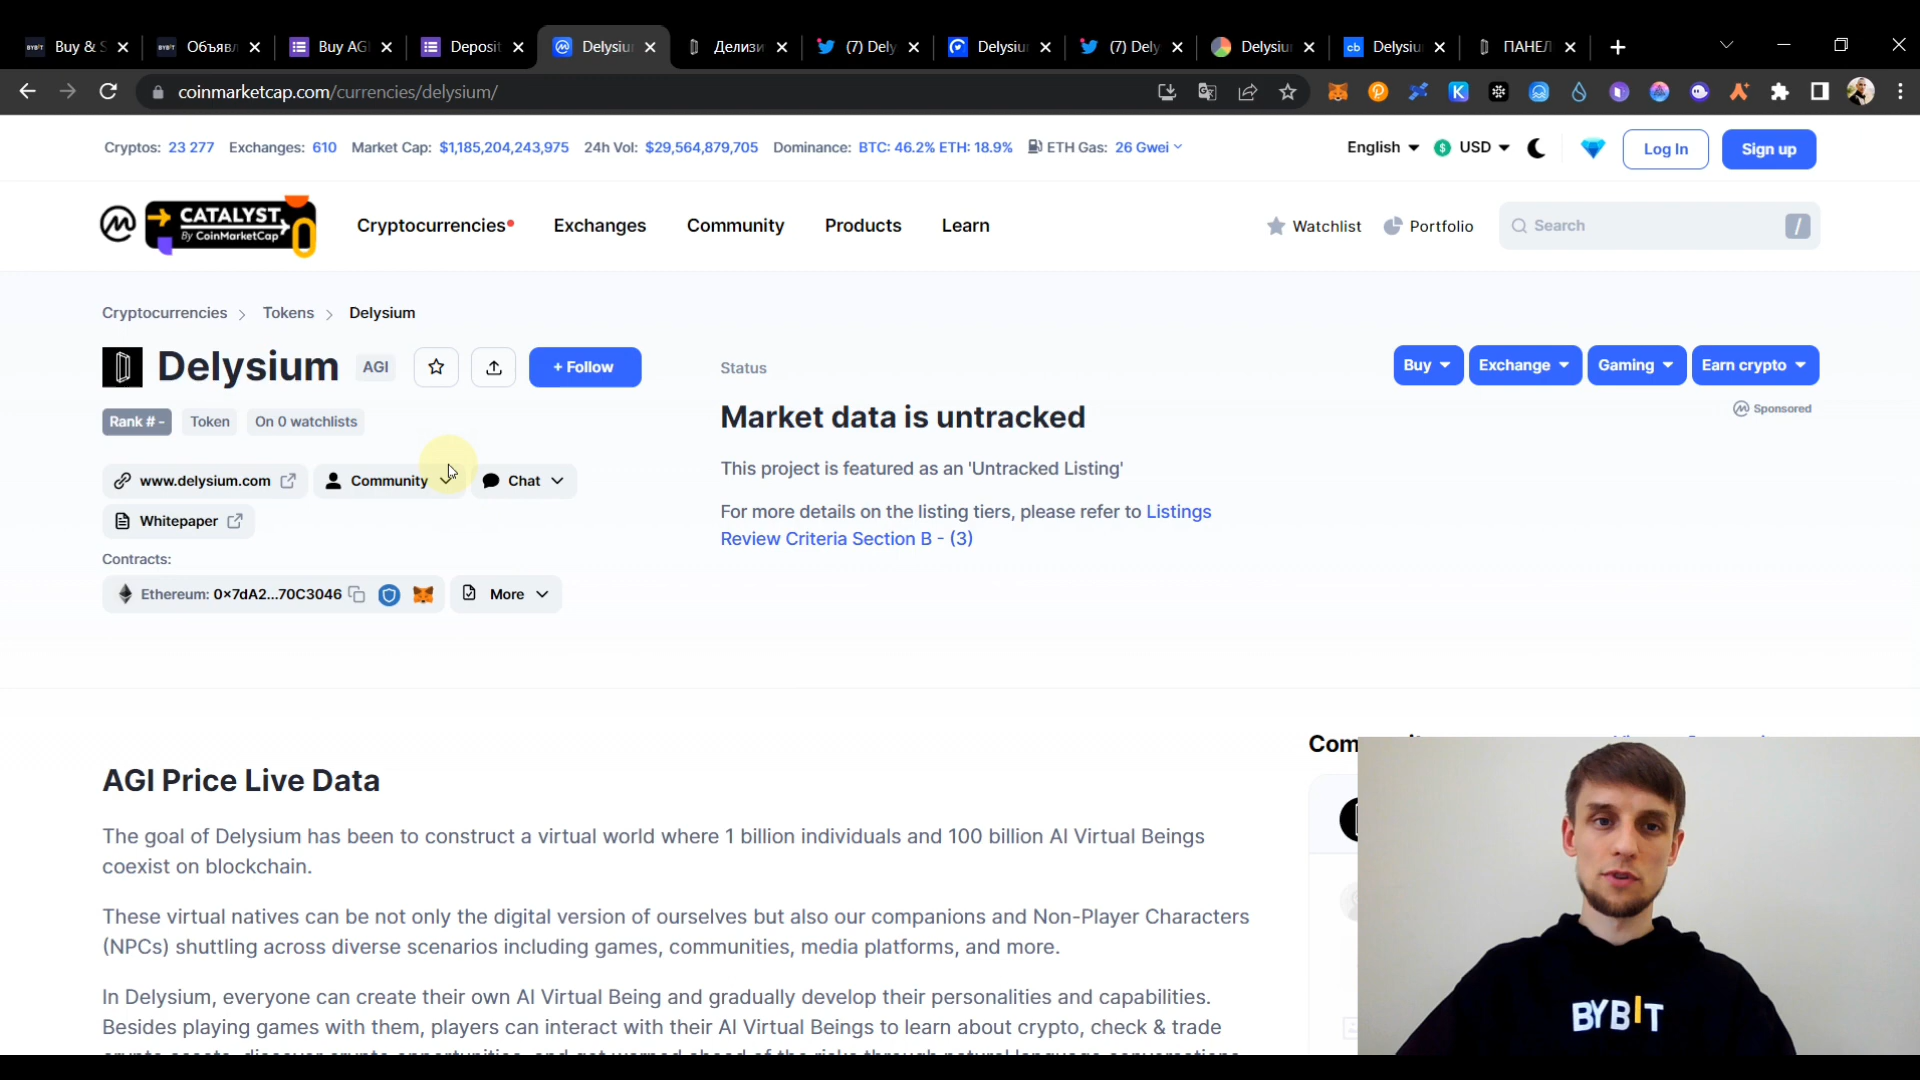 Buy & S
Объявл
Buy AG
Deposit
Delysiu
Делизи
(7) Dely
Delysiu
(7) Dely
Delysiu
Delysiu
ПАНЕЛ
coinmarketcap.com/currencies/delysium/
Cryptos: 23 277 Exchanges: 610 Market Cap: $1,185,204,243,975 24h Vol: $29,564,879,705 Dominance: BTC: 46.2% ETH: 18.9% ETH Gas: 26 Gwei
English USD Log In Sign up
CATALYST
By CoinMarketCap
Cryptocurrencies Exchanges Community Products Learn
Watchlist Portfolio Search /
Cryptocurrencies > Tokens > Delysium
Delysium AGI + Follow
Rank # - Token On 0 watchlists
www.delysium.com Community Chat
Whitepaper
Contracts:
Ethereum: 0x7dA2...70C3046 More
Status
Market data is untracked
This project is featured as an 'Untracked Listing'
For more details on the listing tiers, please refer to Listings
Review Criteria Section B - (3)
Buy Exchange Gaming Earn crypto
Sponsored
AGI Price Live Data
The goal of Delysium has been to construct a virtual world where 1 billion individuals and 100 billion AI Virtual Beings
coexist on blockchain.
These virtual natives can be not only the digital version of ourselves but also our companions and Non-Player Characters
(NPCs) shuttling across diverse scenarios including games, communities, media platforms, and more.
In Delysium, everyone can create their own AI Virtual Being and gradually develop their personalities and capabilities.
Besides playing games with them, players can interact with their AI Virtual Beings to learn about crypto, check & trade
Com
BYBIT